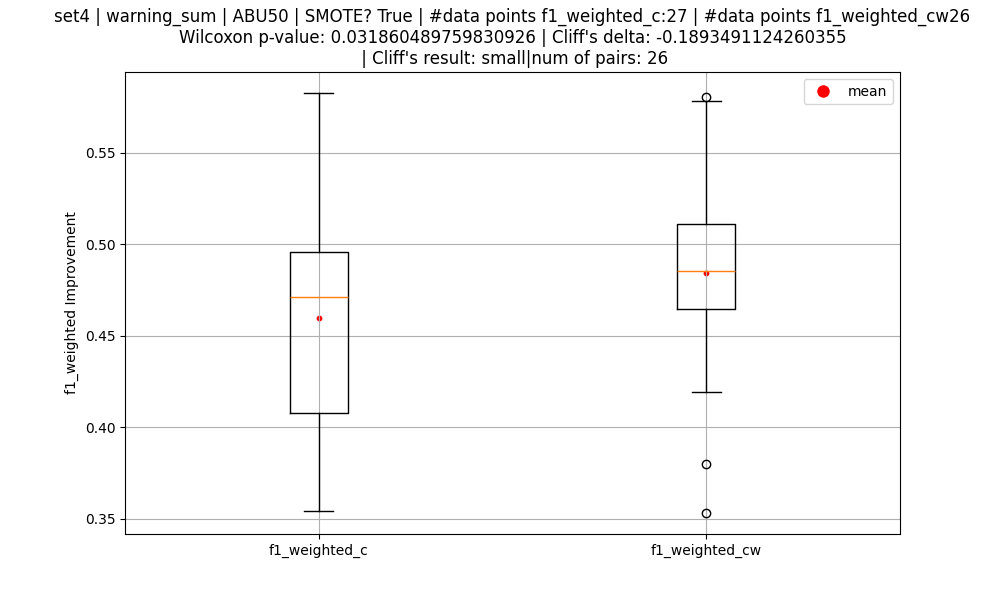 set4 | warning_sum | ABU50 | SMOTE? True | #data points f1_weighted_c:27 | #data points f1_weighted_cw26
Wilcoxon p-value: 0.031860489759830926 | Cliff's delta: -0.1893491124260355
| Cliff's result: small|num of pairs: 26
mean
f1_weighted Improvement
0.55
0.50
0.45
0.40
0.35
f1_weighted_c
f1_weighted_cw